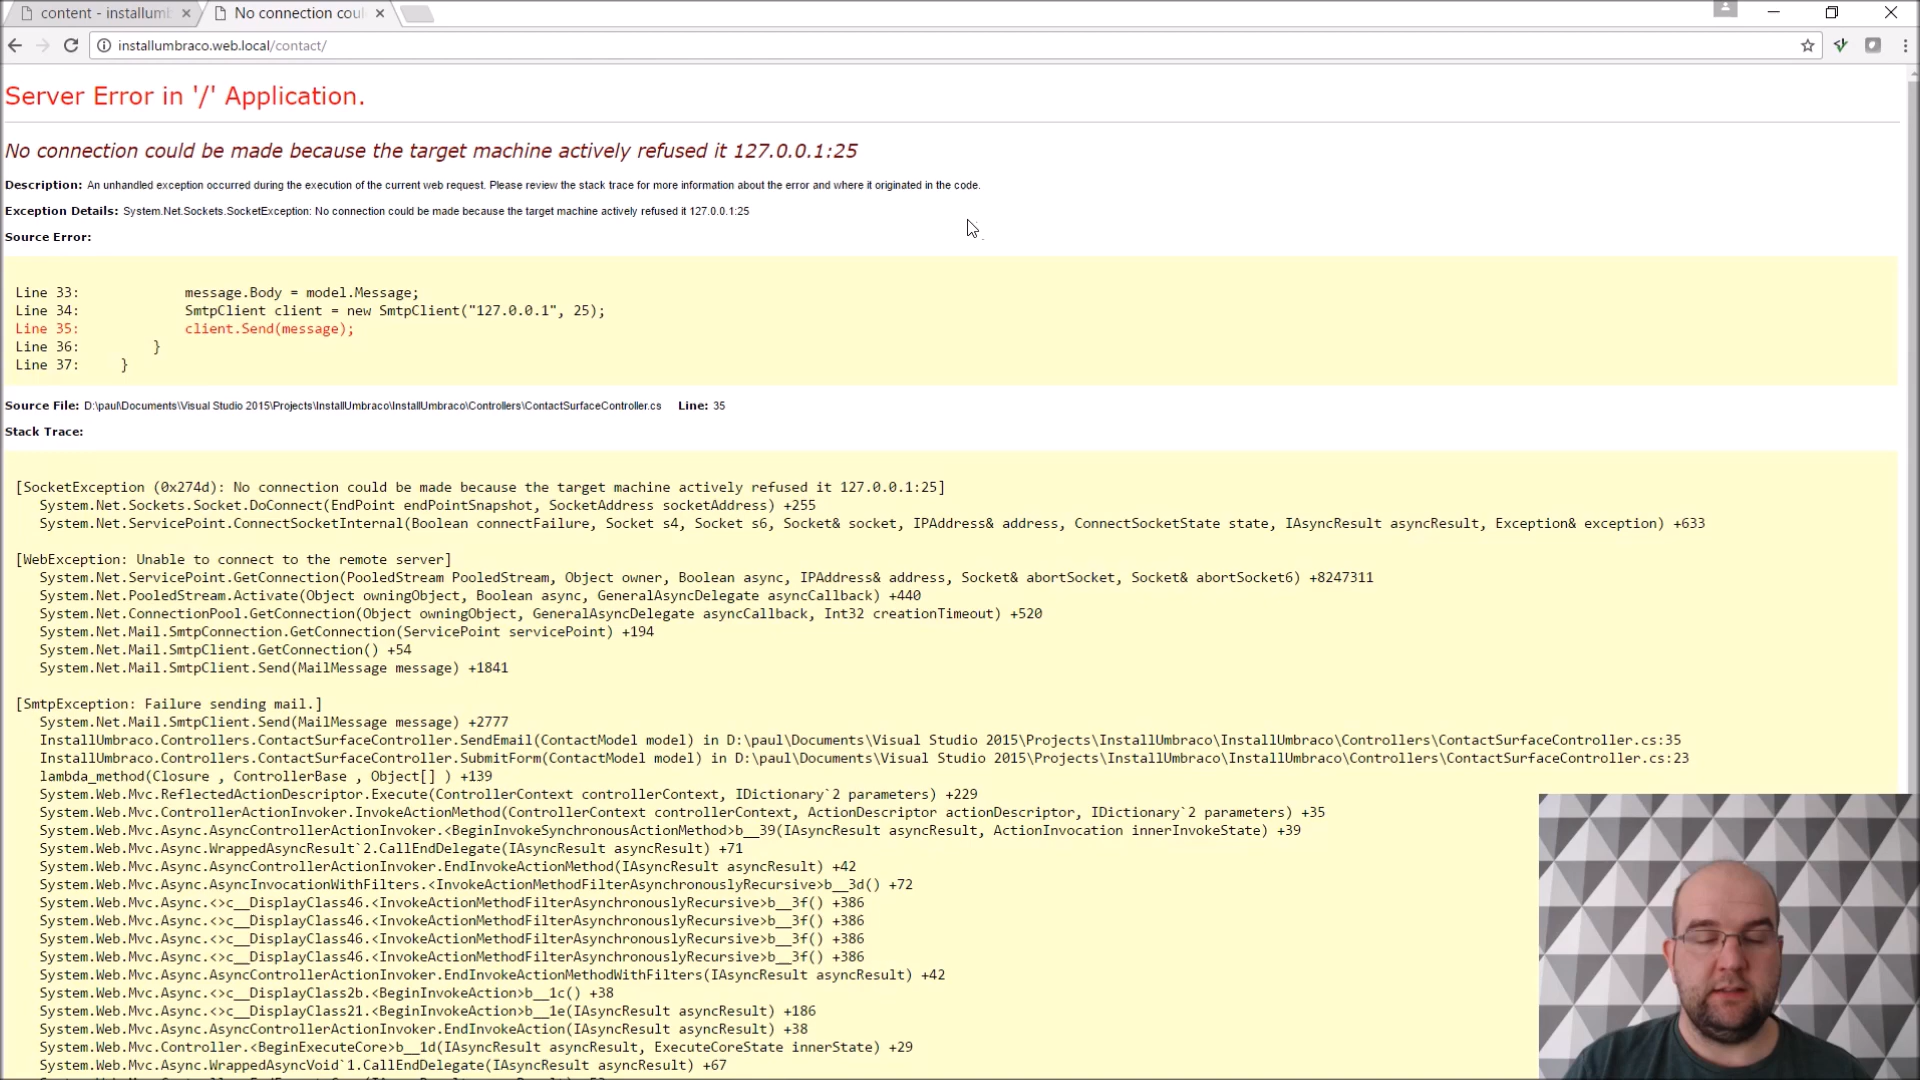 content - installumb
No connection coul
installumbraco.web.local/contact/
Server Error in '/' Application.
No connection could be made because the target machine actively refused it 127.0.0.1:25
Description: An unhandled exception occurred during the execution of the current web request. Please review the stack trace for more information about the error and where it originated in the code.
Exception Details: System.Net.Sockets.SocketException: No connection could be made because the target machine actively refused it 127.0.0.1:25
Source Error:
Line 33: message.Body = model.Message;
Line 34: SmtpClient client = new SmtpClient("127.0.0.1", 25);
Line 35: client.Send(message);
Line 36: }
Line 37: }
Source File: D:\paul\Documents\Visual Studio 2015\Projects\InstallUmbraco\InstallUmbraco\Controllers\ContactSurfaceController.cs Line: 35
Stack Trace:
[SocketException (0x274d): No connection could be made because the target machine actively refused it 127.0.0.1:25]
System.Net.Sockets.Socket.DoConnect(EndPoint endPointSnapshot, SocketAddress socketAddress) +255
System.Net.ServicePoint.ConnectSocketInternal(Boolean connectFailure, Socket s4, Socket s6, Socket& socket, IPAddress& address, ConnectSocketState state, IAsyncResult asyncResult, Exception& exception) +633
[WebException: Unable to connect to the remote server]
System.Net.ServicePoint.GetConnection(PooledStream PooledStream, Object owner, Boolean async, IPAddress& address, Socket& abortSocket, Socket& abortSocket6) +8247311
System.Net.PooledStream.Activate(Object owningObject, Boolean async, GeneralAsyncDelegate asyncCallback) +440
System.Net.ConnectionPool.GetConnection(Object owningObject, GeneralAsyncDelegate asyncCallback, Int32 creationTimeout) +520
System.Net.Mail.SmtpConnection.GetConnection(ServicePoint servicePoint) +194
System.Net.Mail.SmtpClient.GetConnection() +54
System.Net.Mail.SmtpClient.Send(MailMessage message) +1841
[SmtpException: Failure sending mail.]
System.Net.Mail.SmtpClient.Send(MailMessage message) +2777
InstallUmbraco.Controllers.ContactSurfaceController.SendEmail(ContactModel model) in D:\paul\Documents\Visual Studio 2015\Projects\InstallUmbraco\InstallUmbraco\Controllers\ContactSurfaceController.cs:35
InstallUmbraco.Controllers.ContactSurfaceController.SubmitForm(ContactModel model) in D:\paul\Documents\Visual Studio 2015\Projects\InstallUmbraco\InstallUmbraco\Controllers\ContactSurfaceController.cs:23
lambda_method(Closure , ControllerBase , Object[] ) +139
System.Web.Mvc.ReflectedActionDescriptor.Execute(ControllerContext controllerContext, IDictionary`2 parameters) +229
System.Web.Mvc.ControllerActionInvoker.InvokeActionMethod(ControllerContext controllerContext, ActionDescriptor actionDescriptor, IDictionary`2 parameters) +35
System.Web.Mvc.Async.AsyncControllerActionInvoker.<BeginInvokeSynchronousActionMethod>b__39(IAsyncResult asyncResult, ActionInvocation innerInvokeState) +39
System.Web.Mvc.Async.WrappedAsyncResult`2.CallEndDelegate(IAsyncResult asyncResult) +71
System.Web.Mvc.Async.AsyncControllerActionInvoker.EndInvokeActionMethod(IAsyncResult asyncResult) +42
System.Web.Mvc.Async.AsyncInvocationWithFilters.<InvokeActionMethodFilterAsynchronouslyRecursive>b__3d() +72
System.Web.Mvc.Async.<>c__DisplayClass46.<InvokeActionMethodFilterAsynchronouslyRecursive>b__3f() +386
System.Web.Mvc.Async.<>c__DisplayClass46.<InvokeActionMethodFilterAsynchronouslyRecursive>b__3f() +386
System.Web.Mvc.Async.<>c__DisplayClass46.<InvokeActionMethodFilterAsynchronouslyRecursive>b__3f() +386
System.Web.Mvc.Async.<>c__DisplayClass46.<InvokeActionMethodFilterAsynchronouslyRecursive>b__3f() +386
System.Web.Mvc.Async.AsyncControllerActionInvoker.EndInvokeActionMethodWithFilters(IAsyncResult asyncResult) +42
System.Web.Mvc.Async.<>c__DisplayClass2b.<BeginInvokeAction>b__1c() +38
System.Web.Mvc.Async.<>c__DisplayClass21.<BeginInvokeAction>b__1e(IAsyncResult asyncResult) +186
System.Web.Mvc.Async.AsyncControllerActionInvoker.EndInvokeAction(IAsyncResult asyncResult) +38
System.Web.Mvc.Controller.<BeginExecuteCore>b__1d(IAsyncResult asyncResult, ExecuteCoreState innerState) +29
System.Web.Mvc.Async.WrappedAsyncVoid`1.CallEndDelegate(IAsyncResult asyncResult) +67